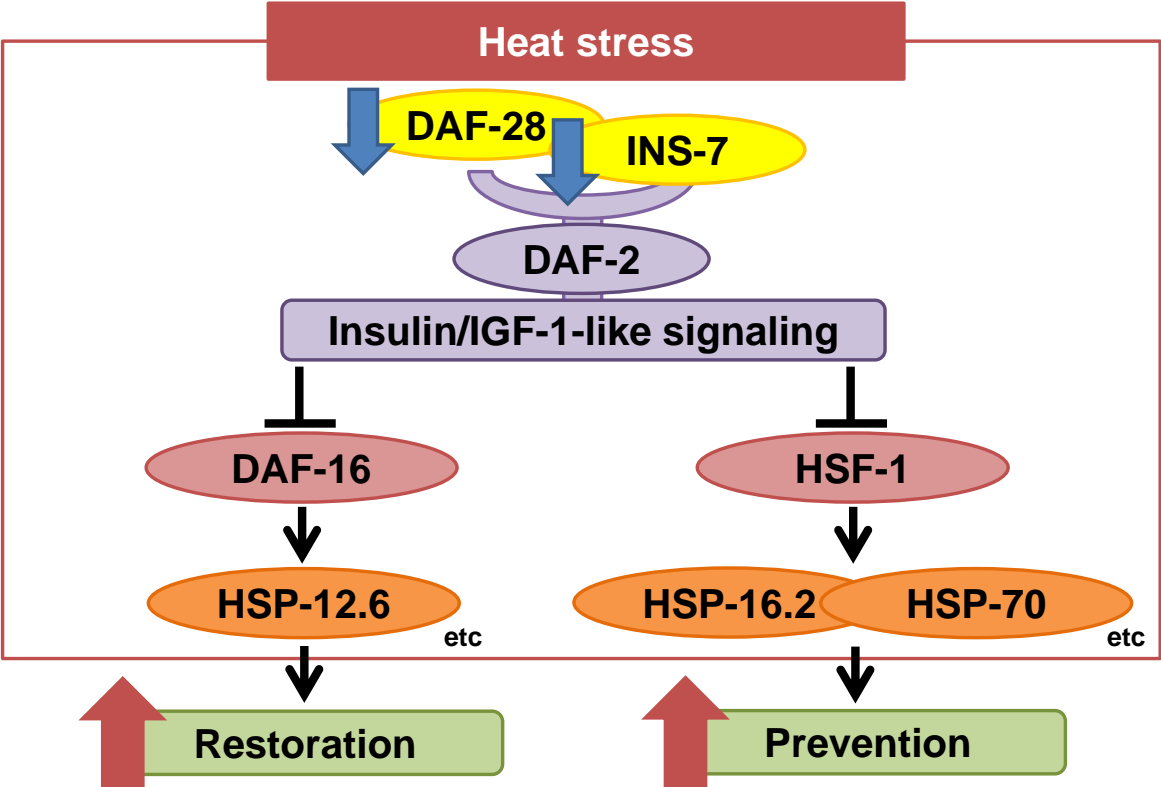 Heat stress
DAF-28
INS-7
DAF-2
Insulin/IGF-1-like signaling
DAF-16
HSF-1
HSP-12.6
etc
HSP-16.2
HSP-70
etc
Restoration
Prevention